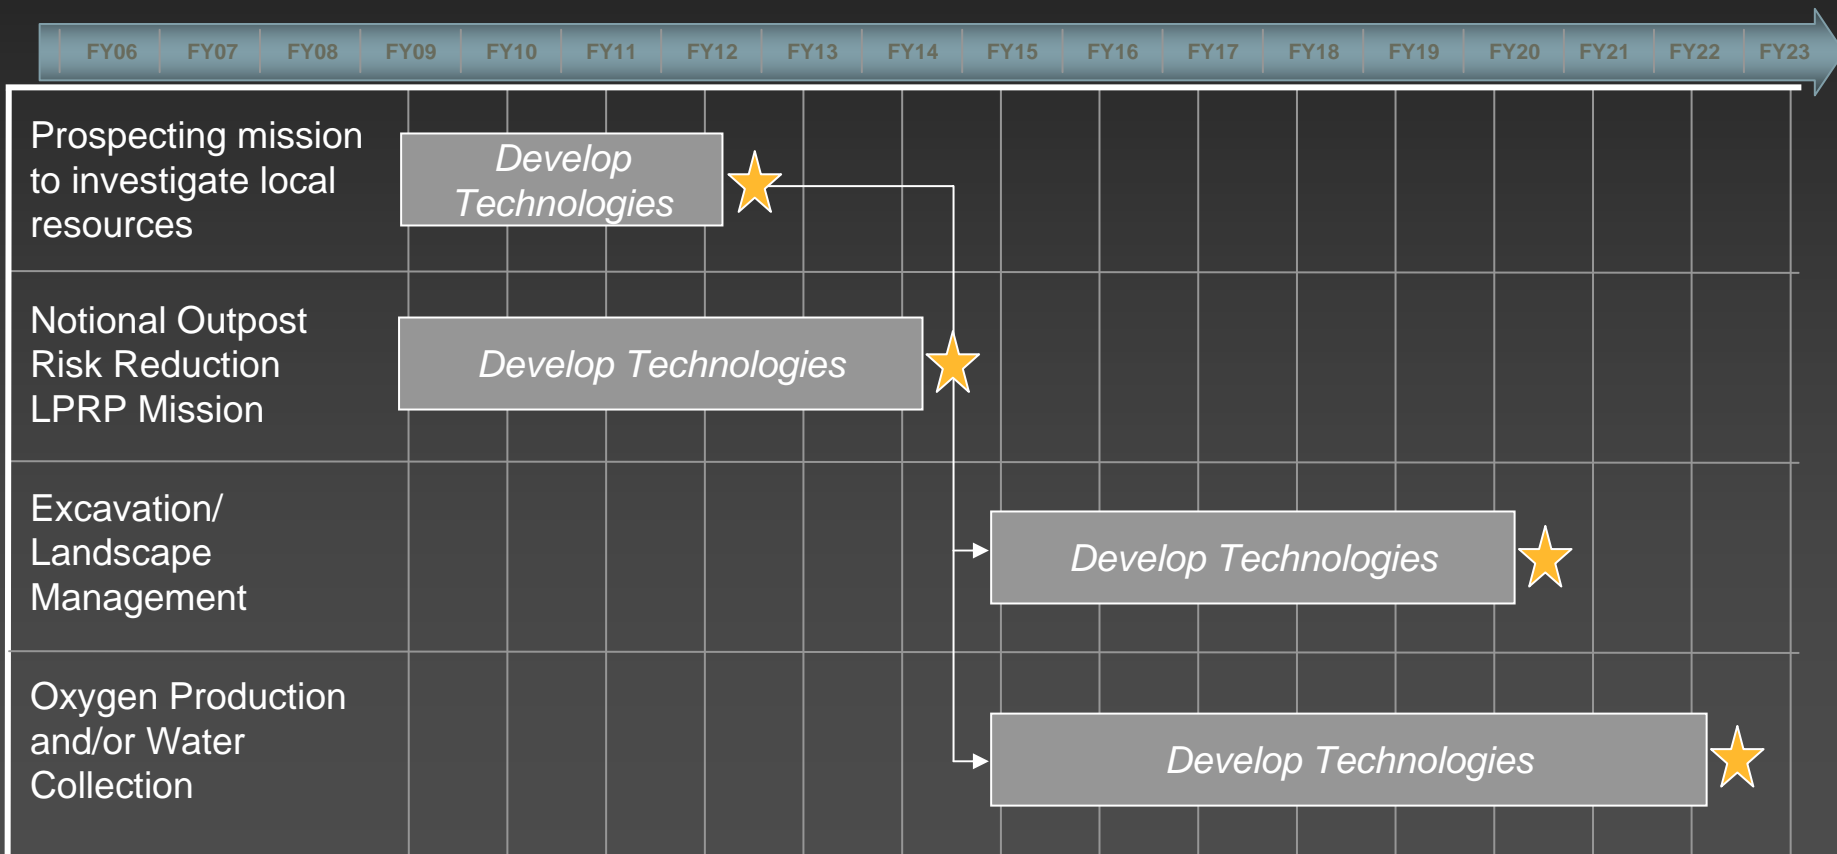 FY06 FY07 FY08 FY09 FY10 FY11 FY12 FY13 FY14 FY15 FY16 FY17 FY18 FY19 FY20 FY21 FY22 FY23
Prospecting mission
to investigate local
resources
Develop
Technologies
Notional Outpost
Risk Reduction
LPRP Mission
Develop Technologies
Excavation/
Landscape
Management
Develop Technologies
Oxygen Production
and/or Water
Collection
Develop Technologies